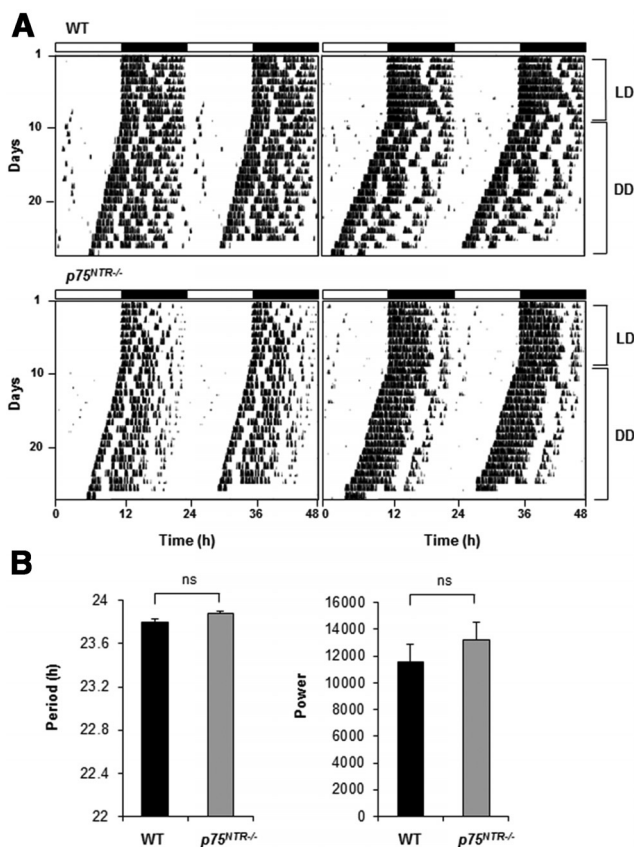 A
WT
1
10
20
Days
LD
DD
p75NTR-/-
1
10
20
Days
LD
DD
0 12 24 36 48 0 12 24 36 48
Time (h) Time (h)
B
ns
24
23.6
23.2
22.8
22.4
22
Period (h)
WT p75NTR-/-
ns
16000
14000
12000
10000
8000
6000
4000
2000
0
Power
WT p75NTR-/-